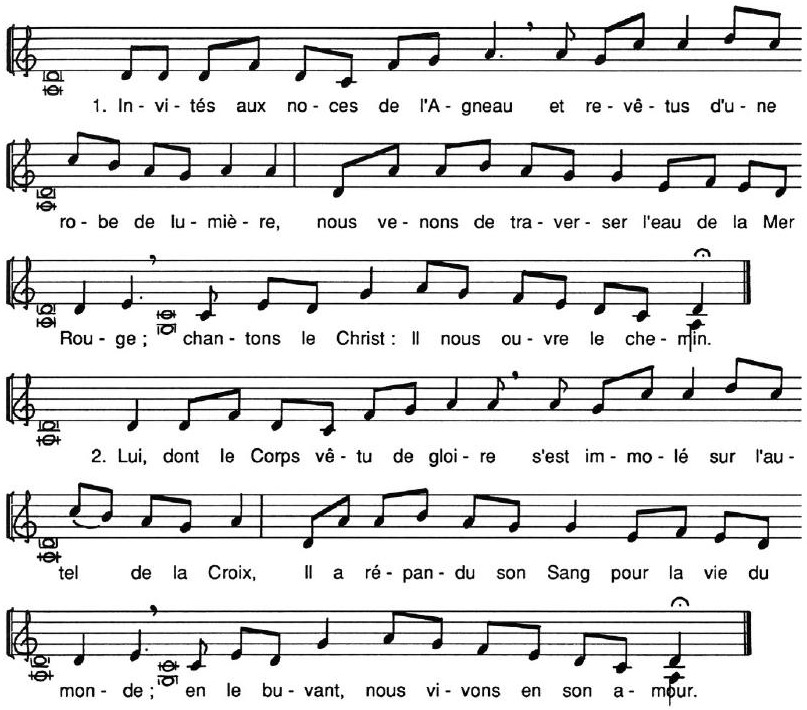 1. In - vi - tés aux no - ces de l'A - gneau et re - vê - tus d'u - ne
ro - be de lu - miè - re, nous ve - nons de tra - ver - ser l'eau de la Mer
Rou - ge ; chan - tons le Christ : Il nous ou - vre le che - min.
2. Lui, dont le Corps vê - tu de gloi - re s'est im - mo - lé sur l'au -
tel de la Croix, Il a ré - pan - du son Sang pour la vie du
mon - de ; en le bu - vant, nous vi - vons en son a - mour.